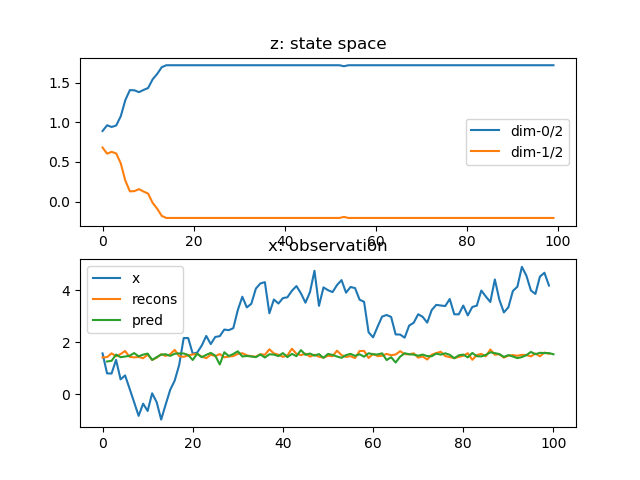 z: state space
1.5
1.0
0.5
0.0
dim-0/2
dim-1/2
0 20 40 60 80 100
x: observation
4
2
0
x
recons
pred
0 20 40 60 80 100